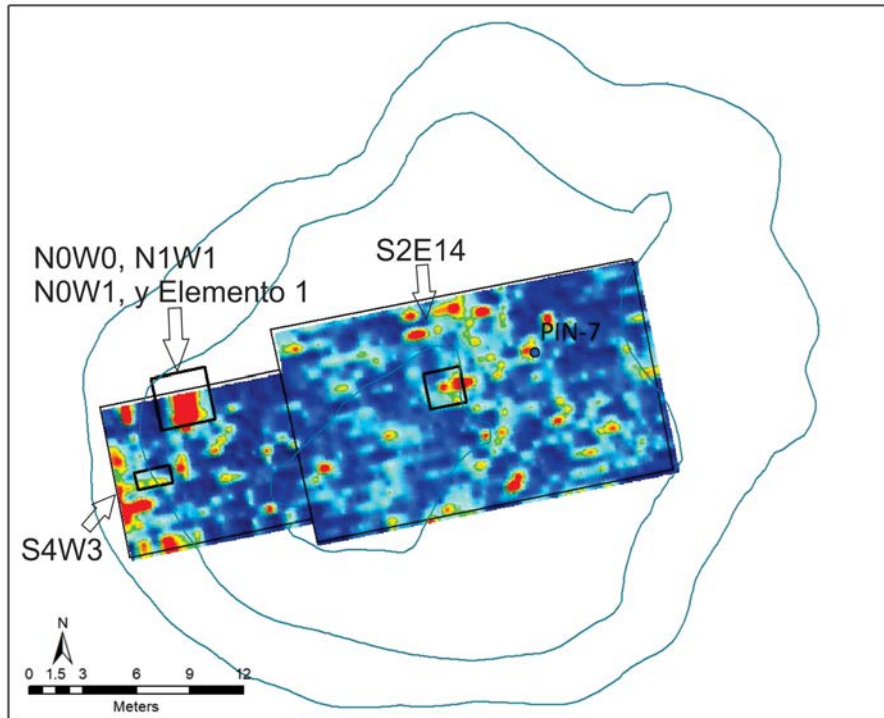 N0W0, N1W1
N0W1, y Elemento 1
S2E14
PIN-7
S4W3
N
0 1.5 3 6 9 12
Meters